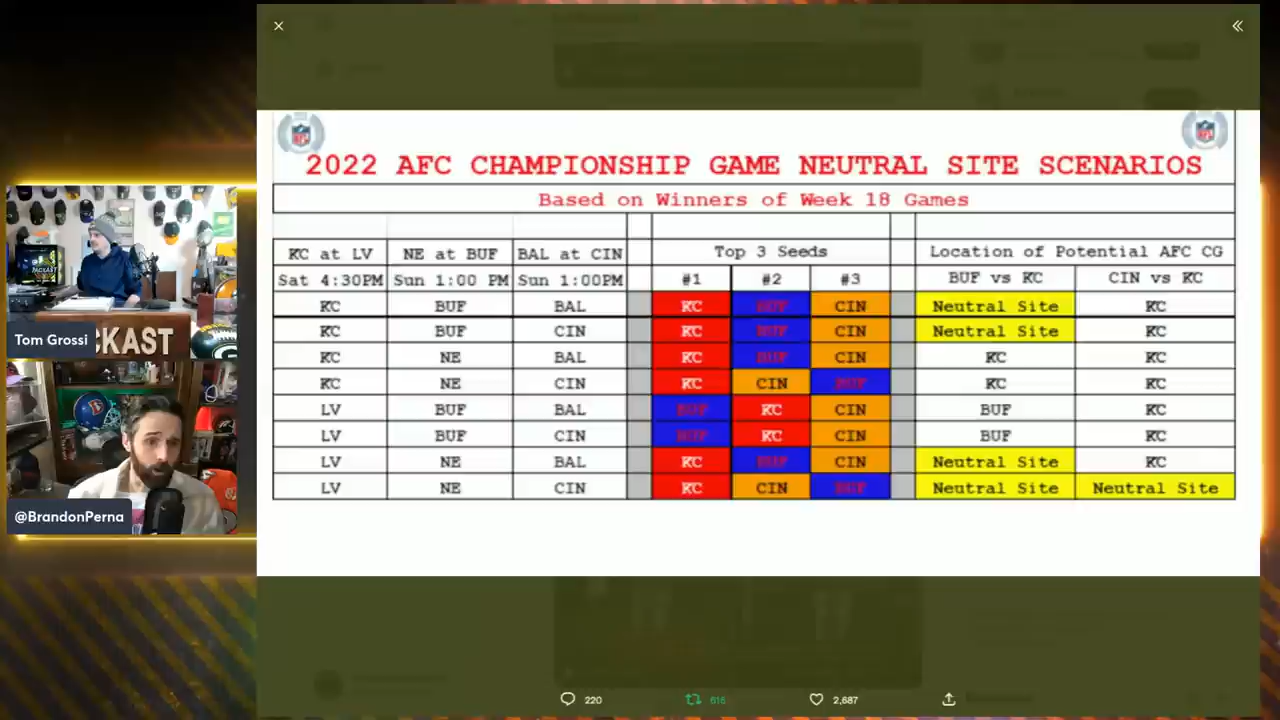 2022 AFC CHAMPIONSHIP GAME NEUTRAL SITE SCENARIOS
Based on Winners of Week 18 Games
KC at LV NE at BUF BAL at CIN Top 3 Seeds Location of Potential AFC CG
Sat 4:30PM Sun 1:00 PM Sun 1:00PM #1 #2 #3 BUF vs KC CIN vs KC
KC BUF BAL KC BUF CIN Neutral Site KC
KC BUF CIN KC BUF CIN Neutral Site KC
KC NE BAL KC BUF CIN KC KC
KC NE CIN KC CIN BUF KC KC
LV BUF BAL BUF KC CIN BUF KC
LV BUF CIN BUF KC CIN BUF KC
LV NE BAL KC BUF CIN Neutral Site KC
LV NE CIN KC CIN BUF Neutral Site Neutral Site
PACKAST
Tom Grossi
CKAST
@BrandonPerna
220 616 2,687